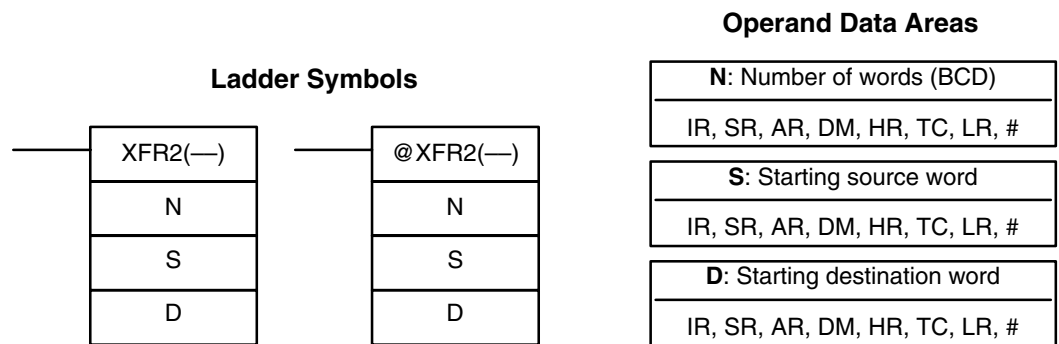 Ladder Symbols
XFR2(—)
N
S
D
@XFR2(—)
N
S
D
Operand Data Areas
N: Number of words (BCD)
IR, SR, AR, DM, HR, TC, LR, #
S: Starting source word
IR, SR, AR, DM, HR, TC, LR, #
D: Starting destination word
IR, SR, AR, DM, HR, TC, LR, #